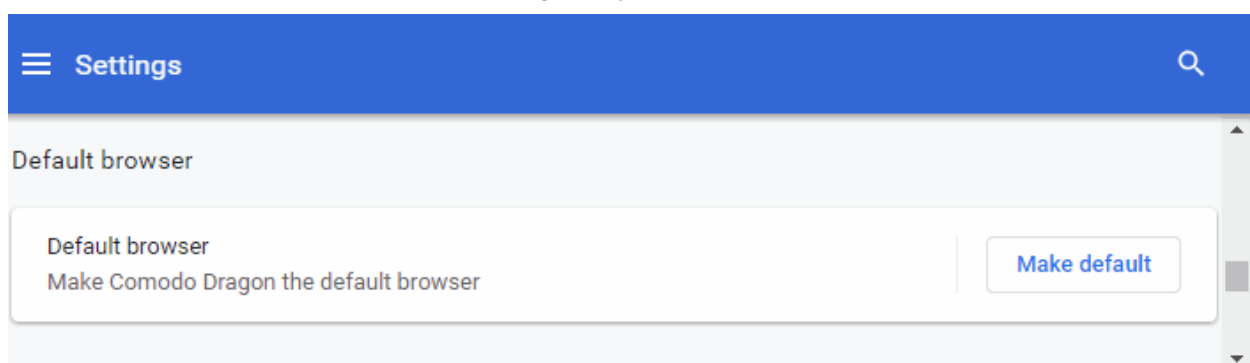 Settings
Default browser
Default browser
Make Comodo Dragon the default browser
Make default